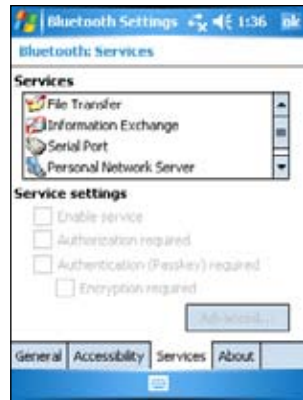 Bluetooth Settings 1:36 ok
Bluetooth: Services
Services
File Transfer
Information Exchange
Serial Port
Personal Network Server
Service settings
Enable service
Authorization required
Authentication (Passkey) required
Encryption required
Advanced...
General Accessibility Services About